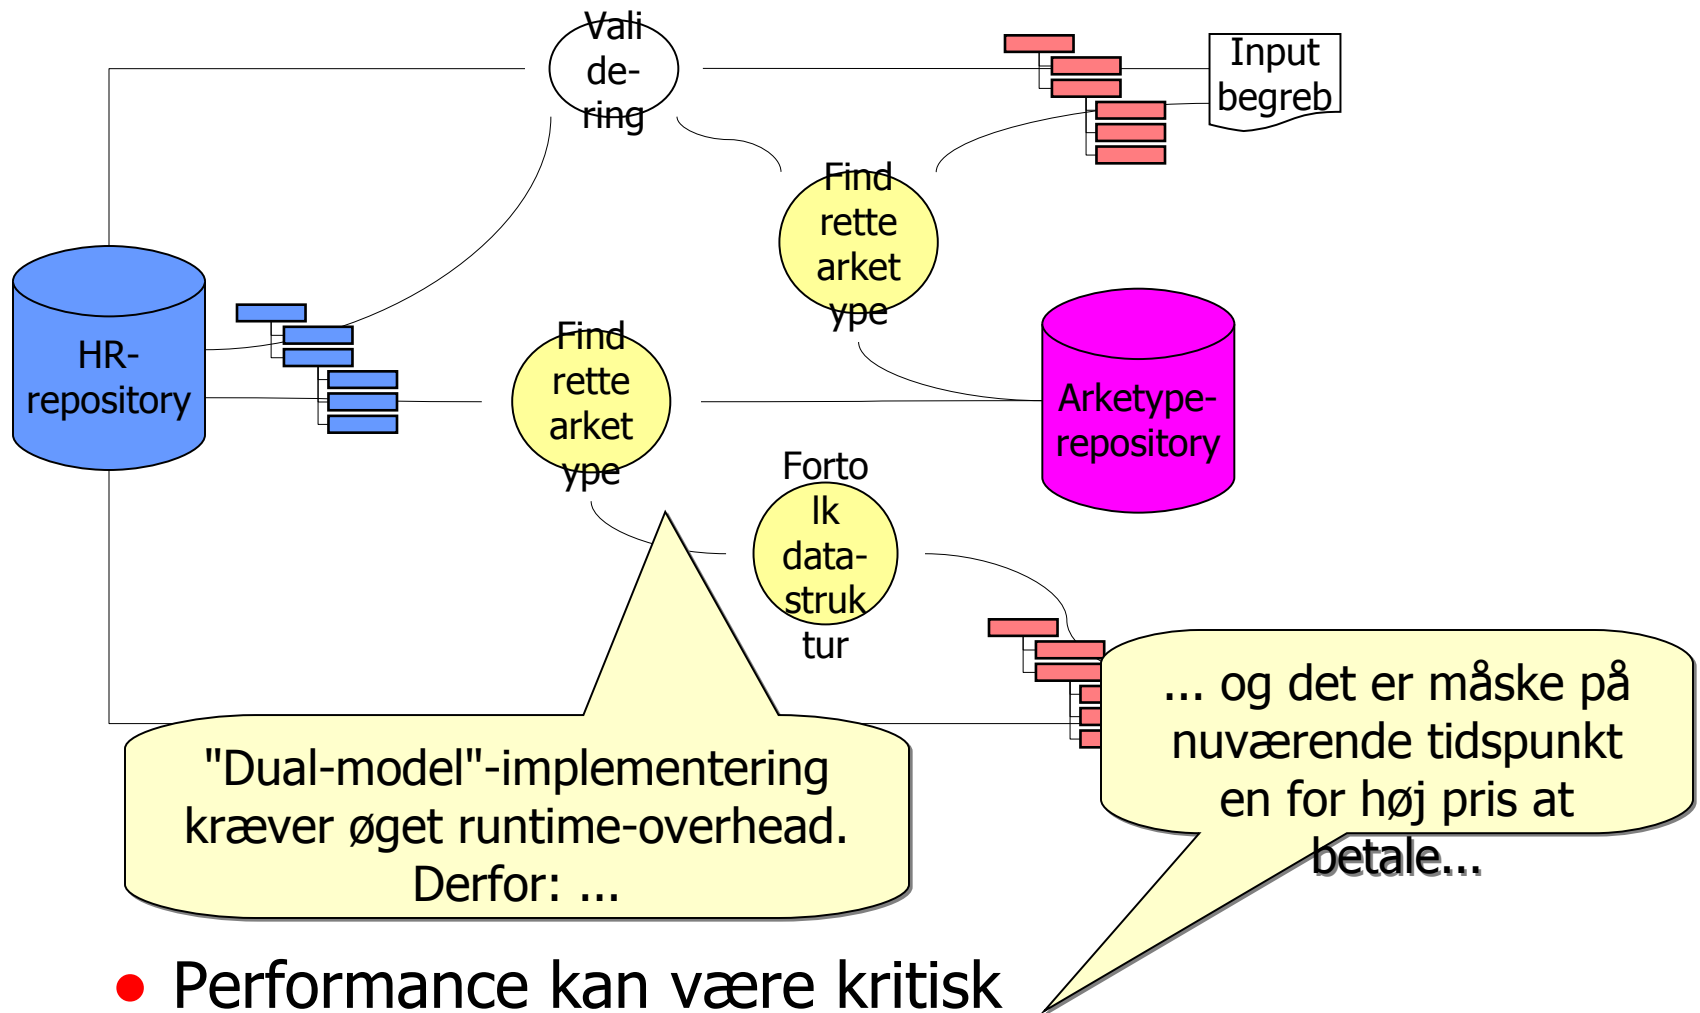 Vali
de-
ring
Input
begreb
Find
rette
arket
ype
HR-
repository
Find
rette
arket
ype
Arketype-
repository
Forto
lk
data-
struk
tur
... og det er måske på
nuværende tidspunkt
en for høj pris at
betale...
"Dual-model"-implementering
kræver øget runtime-overhead.
Derfor: ...
• Performance kan være kritisk